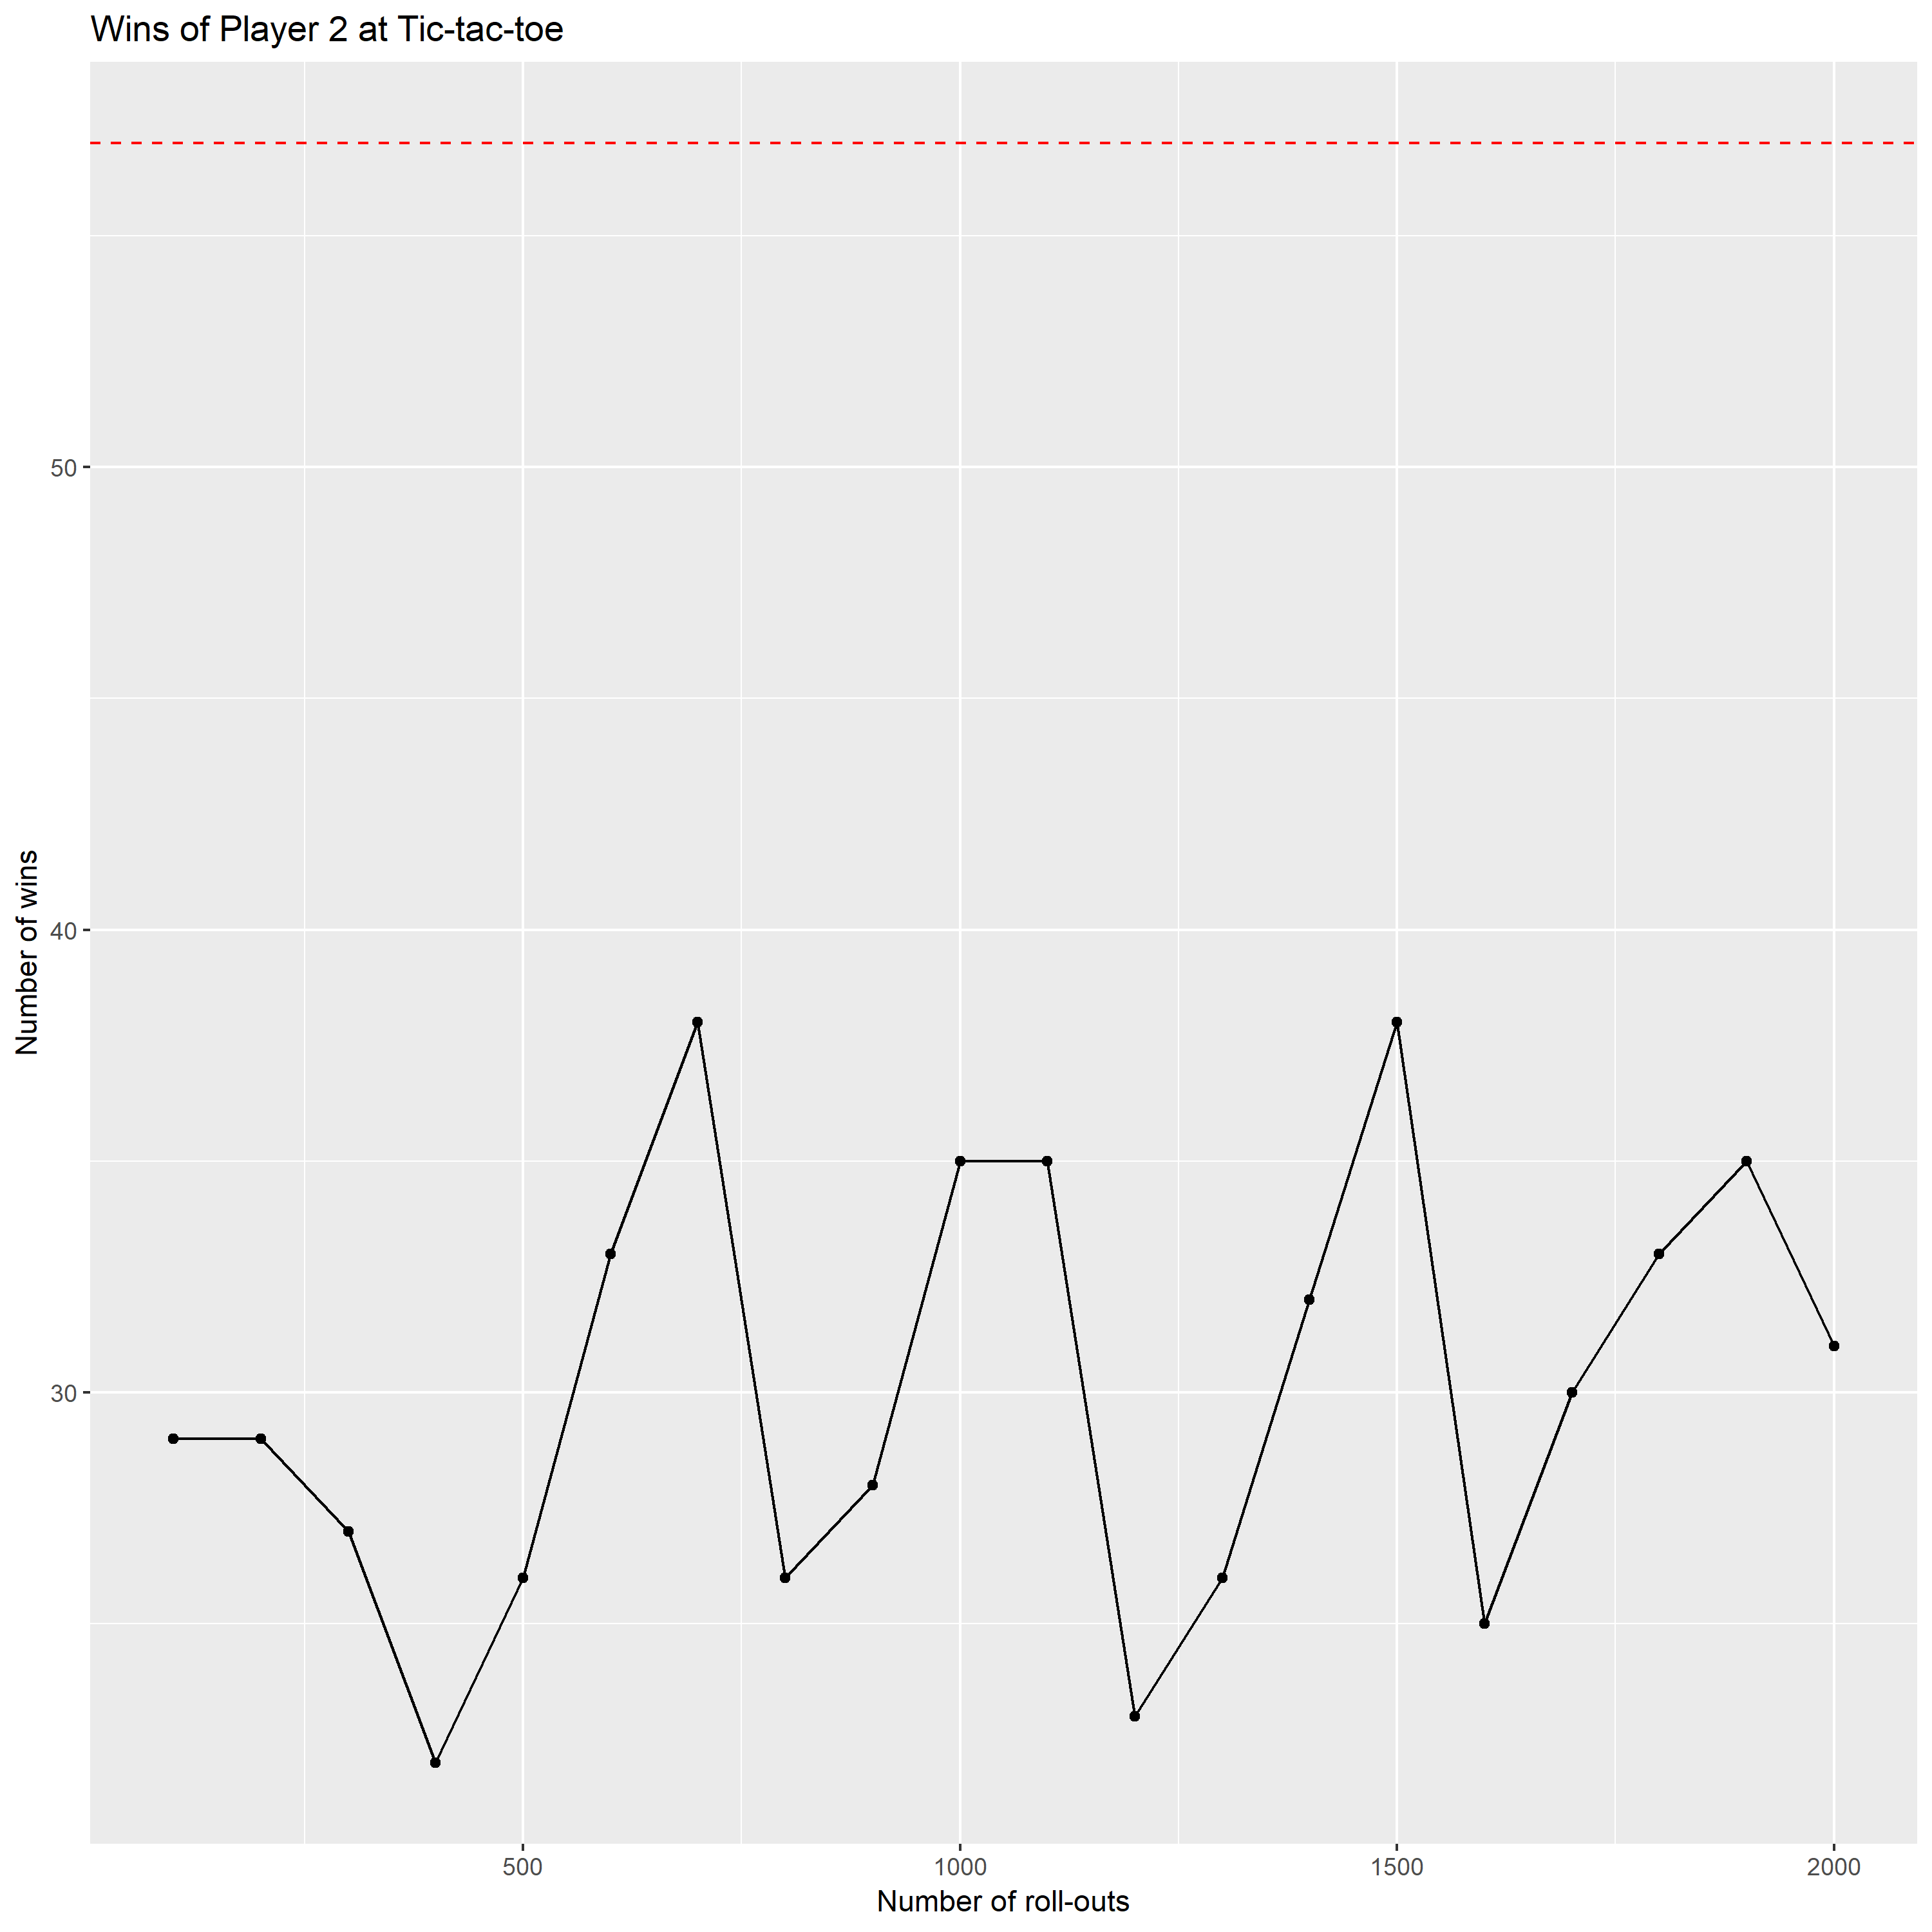 Wins of Player 2 at Tic-tac-toe
50
40
30
Number of wins
500
1000
1500
2000
Number of roll-outs